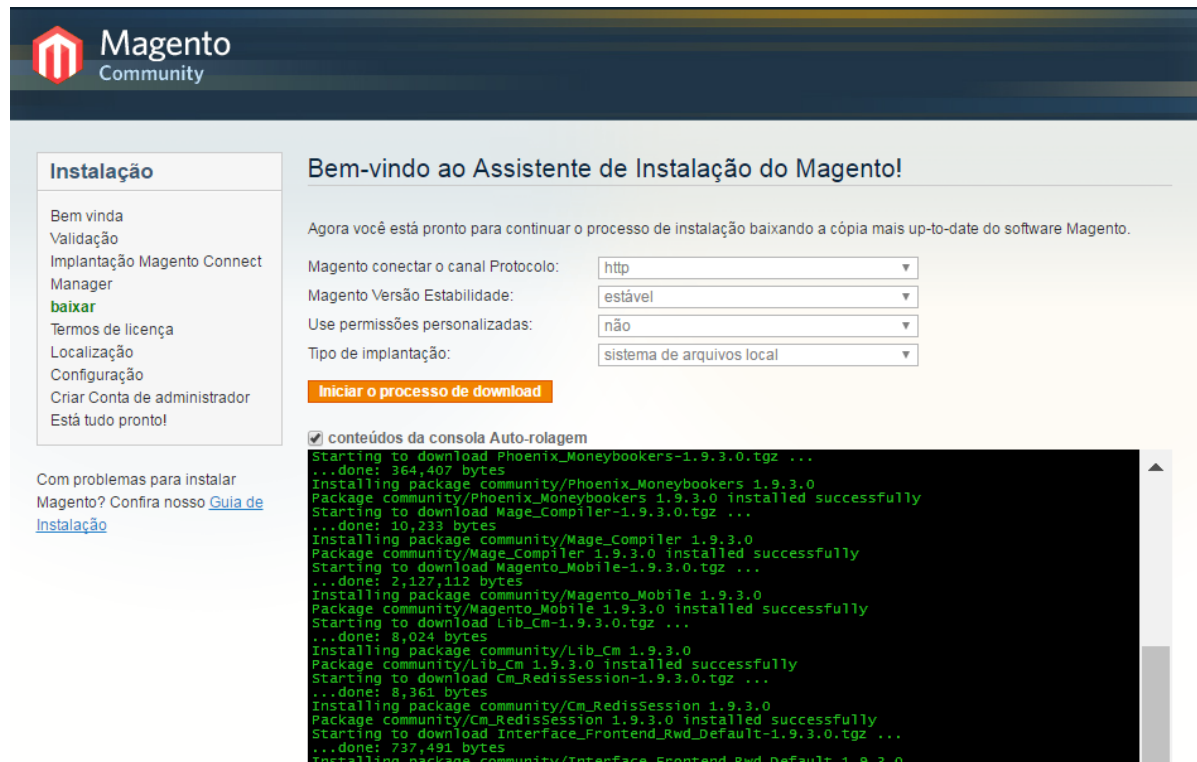 Magento
Community
Instalação
Bem vinda
Validação
Implantação Magento Connect
Manager
baixar
Termos de licença
Localização
Configuração
Criar Conta de administrador
Está tudo pronto!
Com problemas para instalar
Magento? Confira nosso Guia de
Instalação
Bem-vindo ao Assistente de Instalação do Magento!
Agora você está pronto para continuar o processo de instalação baixando a cópia mais up-to-date do software Magento.
Magento conectar o canal Protocolo: http
Magento Versão Estabilidade: estável
Use permissões personalizadas: não
Tipo de implantação: sistema de arquivos local
Iniciar o processo de download
conteúdos da consola Auto-rolagem
Starting to download Phoenix_Moneybookers-1.9.3.0.tgz ...
...done: 364,407 bytes
Installing package community/Phoenix_Moneybookers 1.9.3.0
Package community/Phoenix_Moneybookers 1.9.3.0 installed successfully
Starting to download Mage_Compiler-1.9.3.0.tgz ...
...done: 10,233 bytes
Installing package community/Mage_Compiler 1.9.3.0
Package community/Mage_Compiler 1.9.3.0 installed successfully
Starting to download Magento_Mobile-1.9.3.0.tgz ...
...done: 2,127,112 bytes
Installing package community/Magento_Mobile 1.9.3.0
Package community/Magento_Mobile 1.9.3.0 installed successfully
Starting to download Lib_Cm-1.9.3.0.tgz ...
...done: 8,024 bytes
Installing package community/Lib_Cm 1.9.3.0
Package community/Lib_Cm 1.9.3.0 installed successfully
Starting to download Cm_RedisSession-1.9.3.0.tgz ...
...done: 8,361 bytes
Installing package community/Cm_RedisSession 1.9.3.0
Package community/Cm_RedisSession 1.9.3.0 installed successfully
Starting to download Interface_Frontend_Rwd_Default-1.9.3.0.tgz ...
...done: 737,491 bytes
Installing package community/Interface_Frontend_Rwd_Default 1.9.3.0